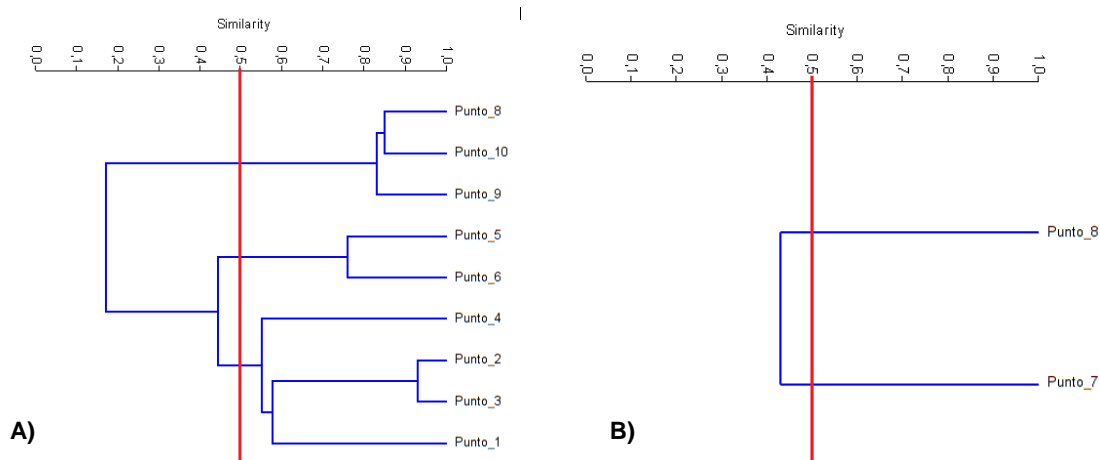 Similarity
0,0 0,1 0,2 0,3 0,4 0,5 0,6 0,7 0,8 0,9 1,0
Punto_8
Punto_10
Punto_9
Punto_5
Punto_6
Punto_4
Punto_2
Punto_3
Punto_1
A)
Similarity
0,0 0,1 0,2 0,3 0,4 0,5 0,6 0,7 0,8 0,9 1,0
Punto_8
Punto_7
B)